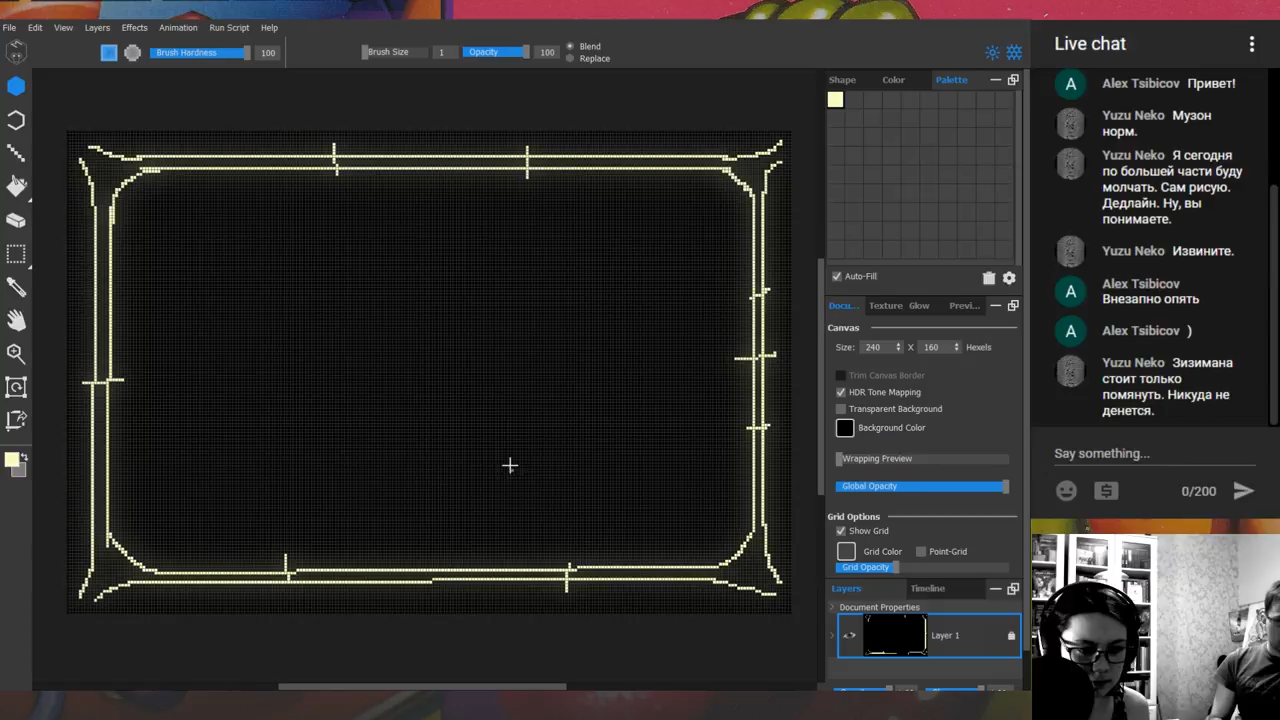 File Edit View Layers Effects Animation Run Script Help
Brush Hardness 100 Brush Size 1 Opacity 100 Blend
Replace
Shape Color Palette
Auto-Fill
Docu... Texture Glow Previ...
Canvas
Size: 240 X 160 Hexels
Trim Canvas Border
HDR Tone Mapping
Transparent Background
Background Color
Wrapping Preview
Global Opacity
Grid Options
Show Grid
Grid Color Point-Grid
Grid Opacity
Layers Timeline
Document Properties
Layer 1
Live chat
A Alex Tsibicov Привет!
Yuzu Neko Музон
норм.
Yuzu Neko Я сегодня
по большей части буду
молчать. Сам рисую.
Дедлайн. Ну, вы
понимаете.
Yuzu Neko Извините.
A Alex Tsibicov
Внезапно опять
A Alex Tsibicov )
Yuzu Neko Зизимана
стоит только
помянуть. Никуда не
денется.
Say something...
0/200